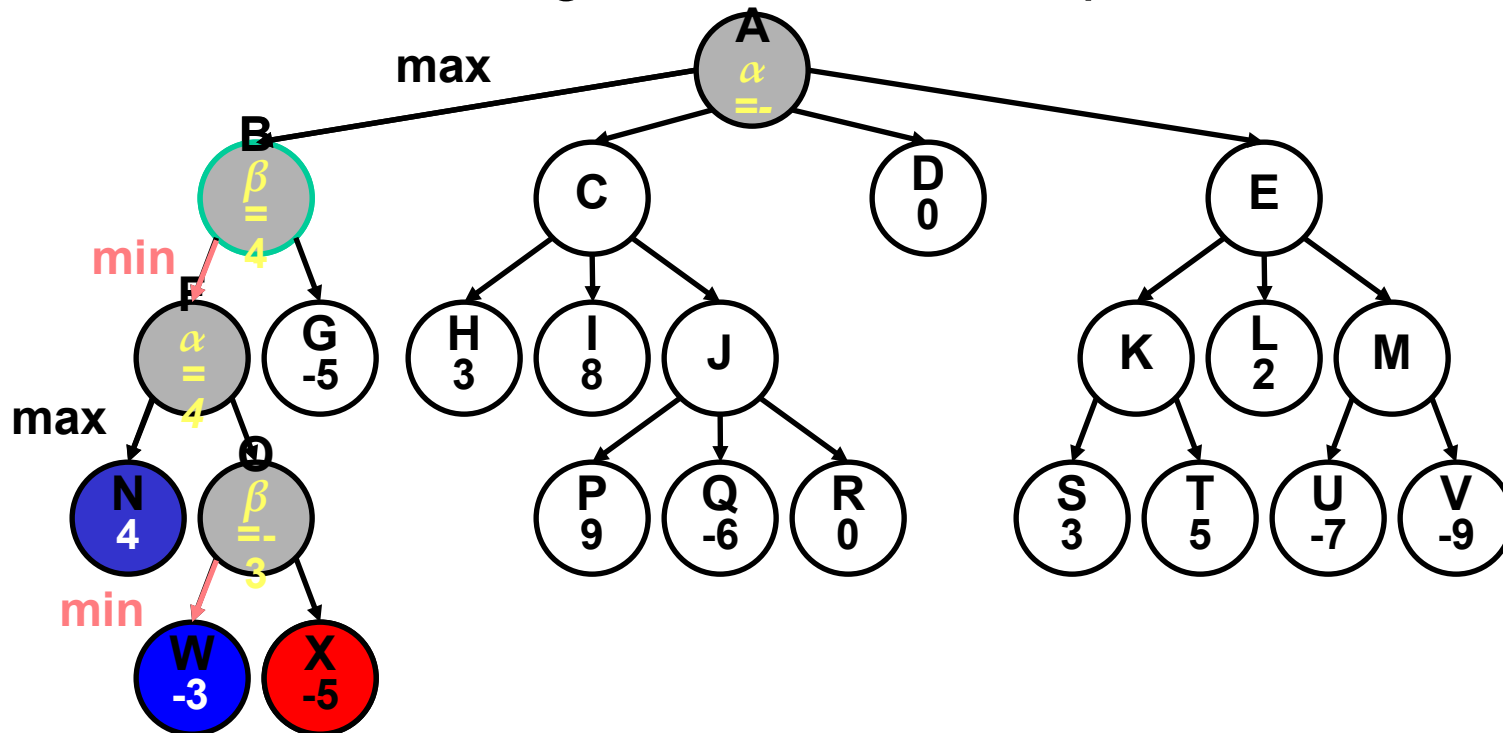 A
α
=-
max
B
β
=
4
C
D
0
E
min
F
α
=
4
G
-5
H
3
I
8
J
K
L
2
M
max
N
4
O
β
=-
3
P
9
Q
-6
R
0
S
3
T
5
U
-7
V
-9
min
W
-3
X
-5